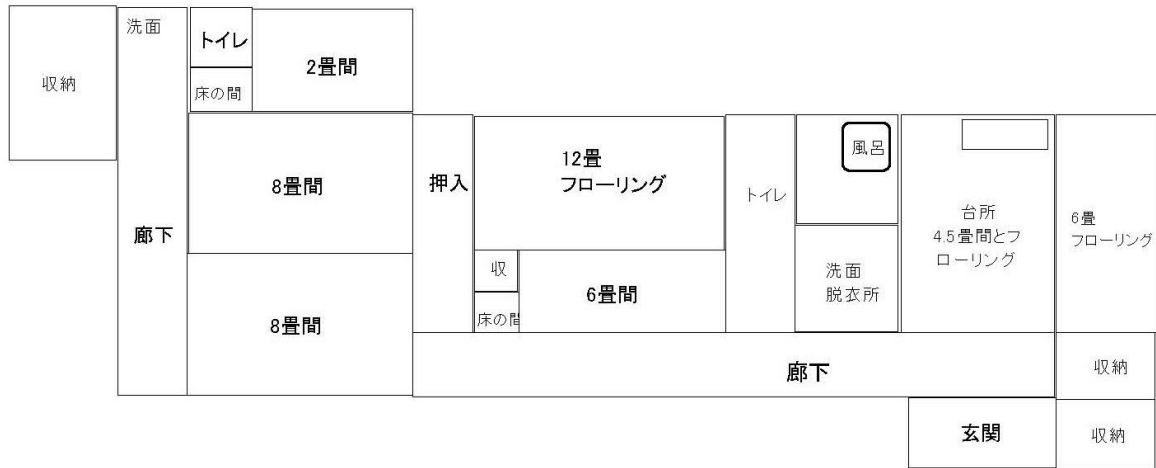 収納
洗面
廊下
トイレ
床の間
2畳間
8畳間
8畳間
押入
12畳
フローリング
収
床の間
6畳間
トイレ
風呂
洗面
脱衣所
台所
4.5畳間とフ
ローリング
6畳
フローリング
廊下
収納
玄関
収納